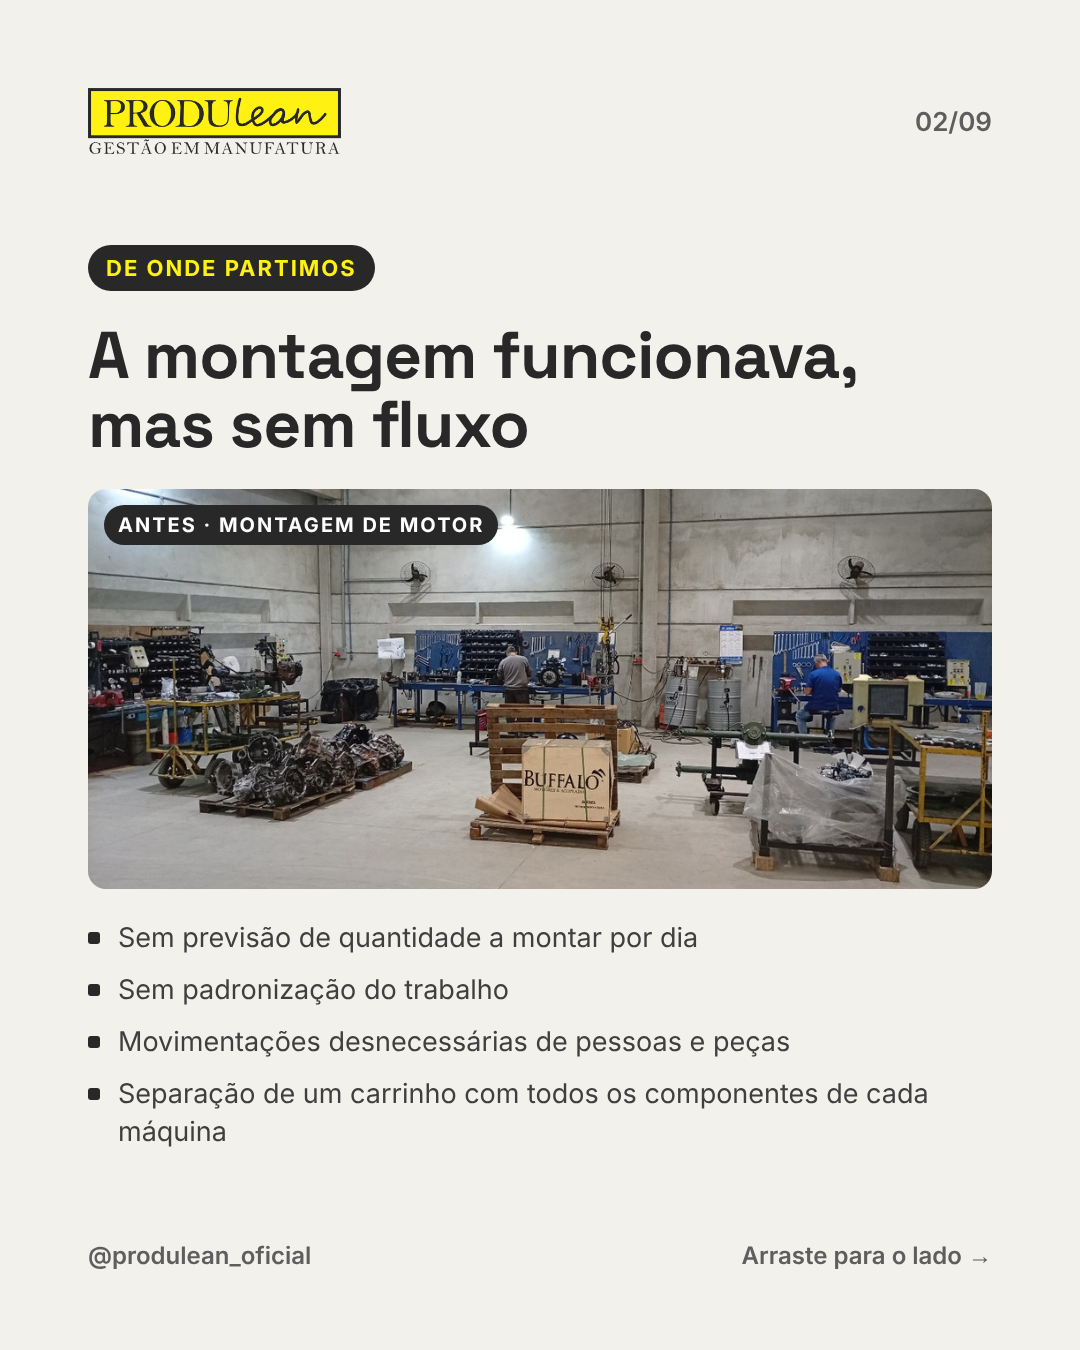 PRODUlean
GESTÃO EM MANUFATURA
02/09
DE ONDE PARTIMOS
A montagem funcionava,
mas sem fluxo
ANTES · MONTAGEM DE MOTOR
BUFFALO
Sem previsão de quantidade a montar por dia
Sem padronização do trabalho
Movimentações desnecessárias de pessoas e peças
Separação de um carrinho com todos os componentes de cada
máquina
@produlean_oficial
Arraste para o lado →